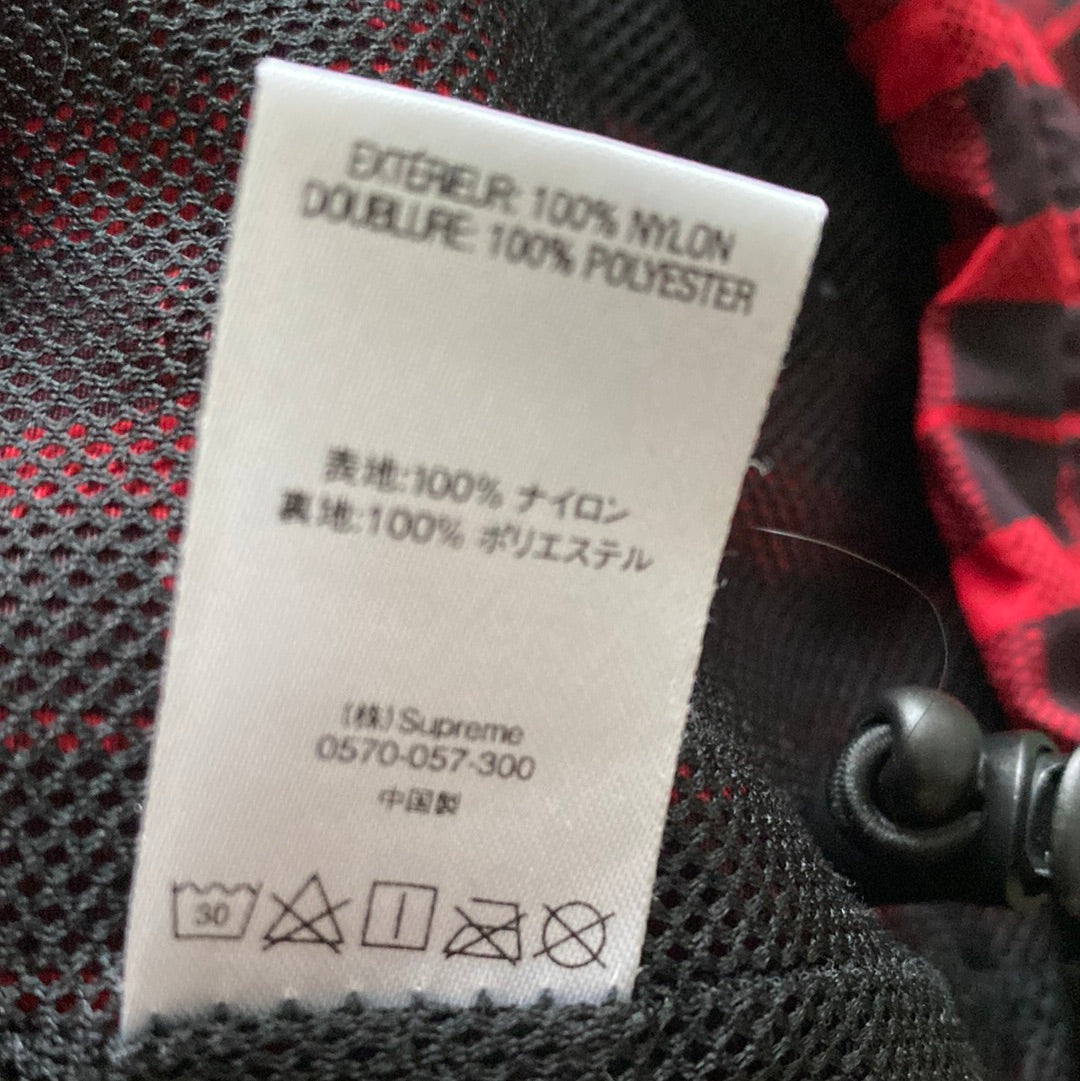 EXTÉRIEUR: 100% NYLON
DOUBLURE: 100% POLYESTER
表地:100% ナイロン
裏地:100% ポリエステル
(株)Supreme
0570-057-300
中国製
30